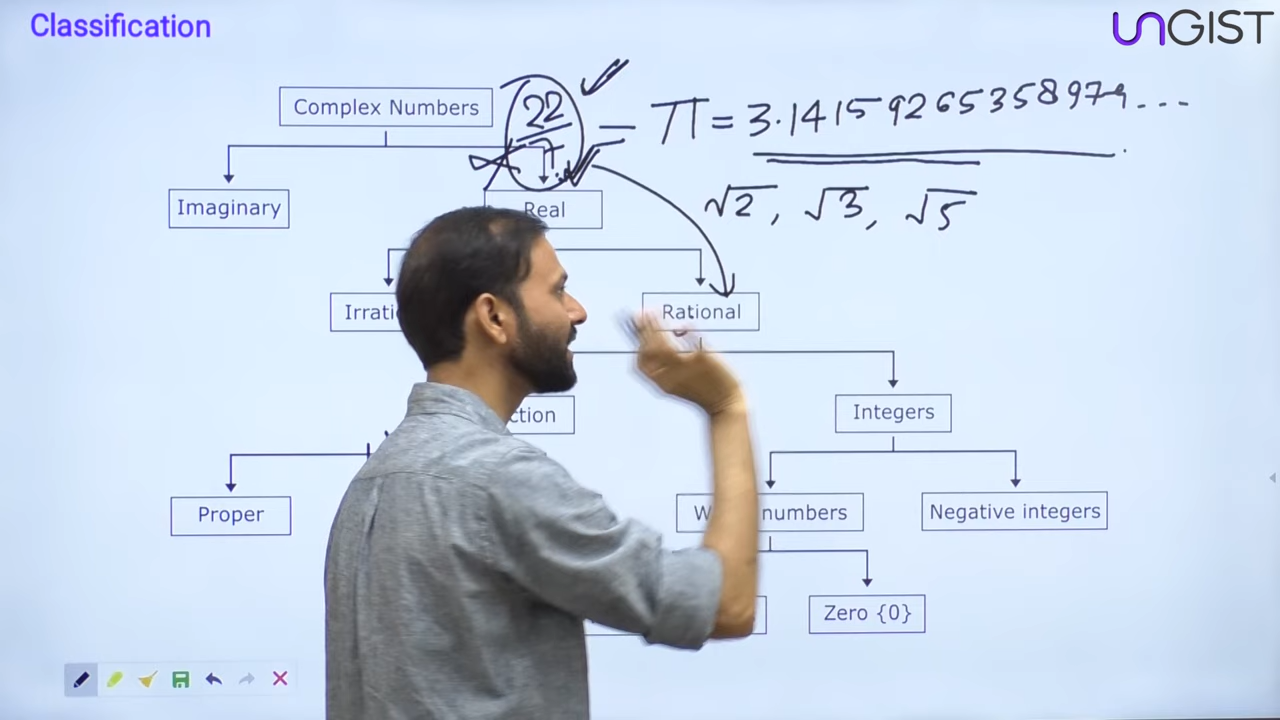 Classification
UNGIST
Complex Numbers
22/7 = π = 3.14159265358979...
Imaginary
Real
√2, √3, √5
Rational
Integers
Proper
numbers
Negative integers
Zero {0}